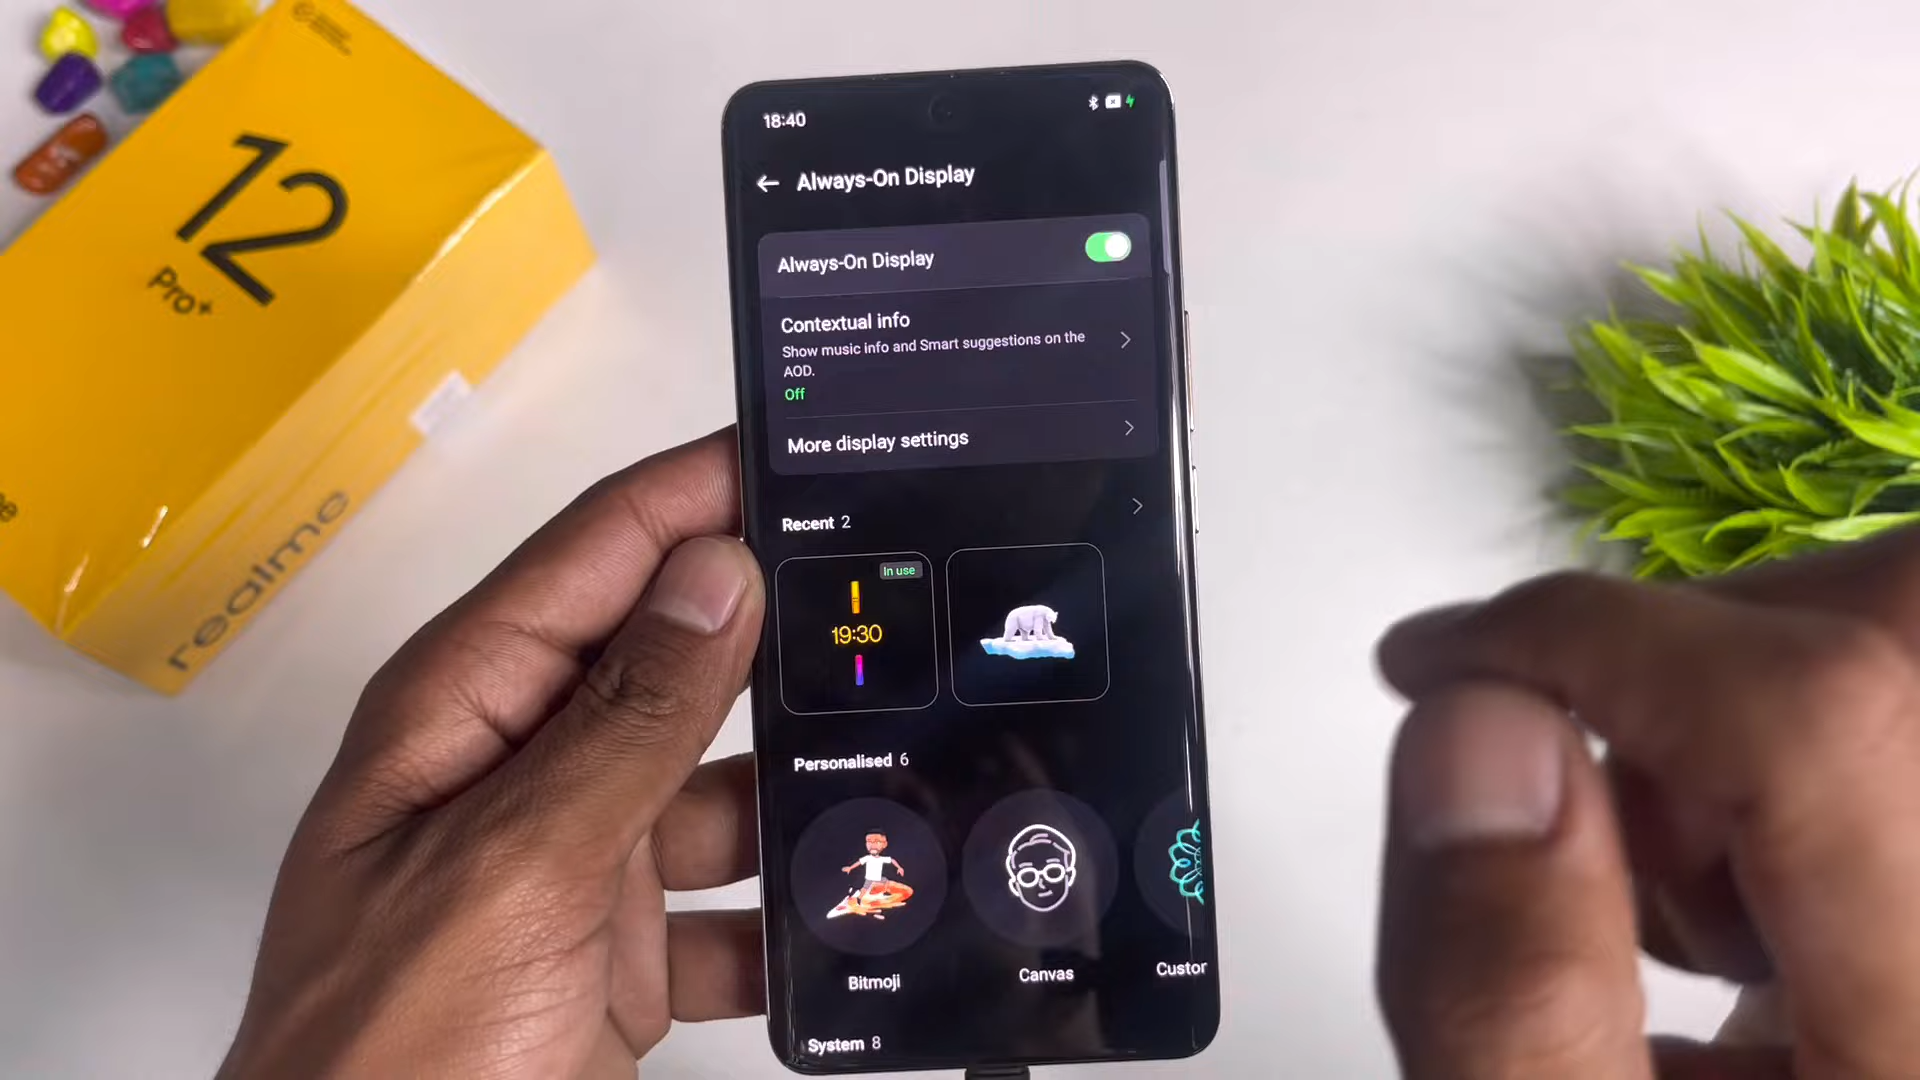 12
Pro+
realme
18:40
Always-On Display
Always-On Display
Contextual info
Show music info and Smart suggestions on the
AOD.
Off
More display settings
Recent 2
In use
19:30
Personalised 6
Bitmoji
Canvas
Custor
System 8